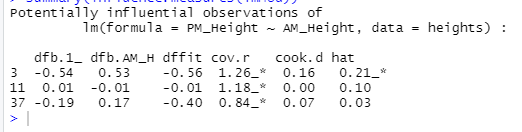 Potentially influential observations of
lm(formula = PM_Height ~ AM_Height, data = heights) :
dfb.1_ dfb.AM_H dffit cov.r cook.d hat
3 -0.54 0.53 -0.56 1.26_* 0.16 0.21_*
11 0.01 -0.01 -0.01 1.18_* 0.00 0.10
37 -0.19 0.17 -0.40 0.84_* 0.07 0.03
>